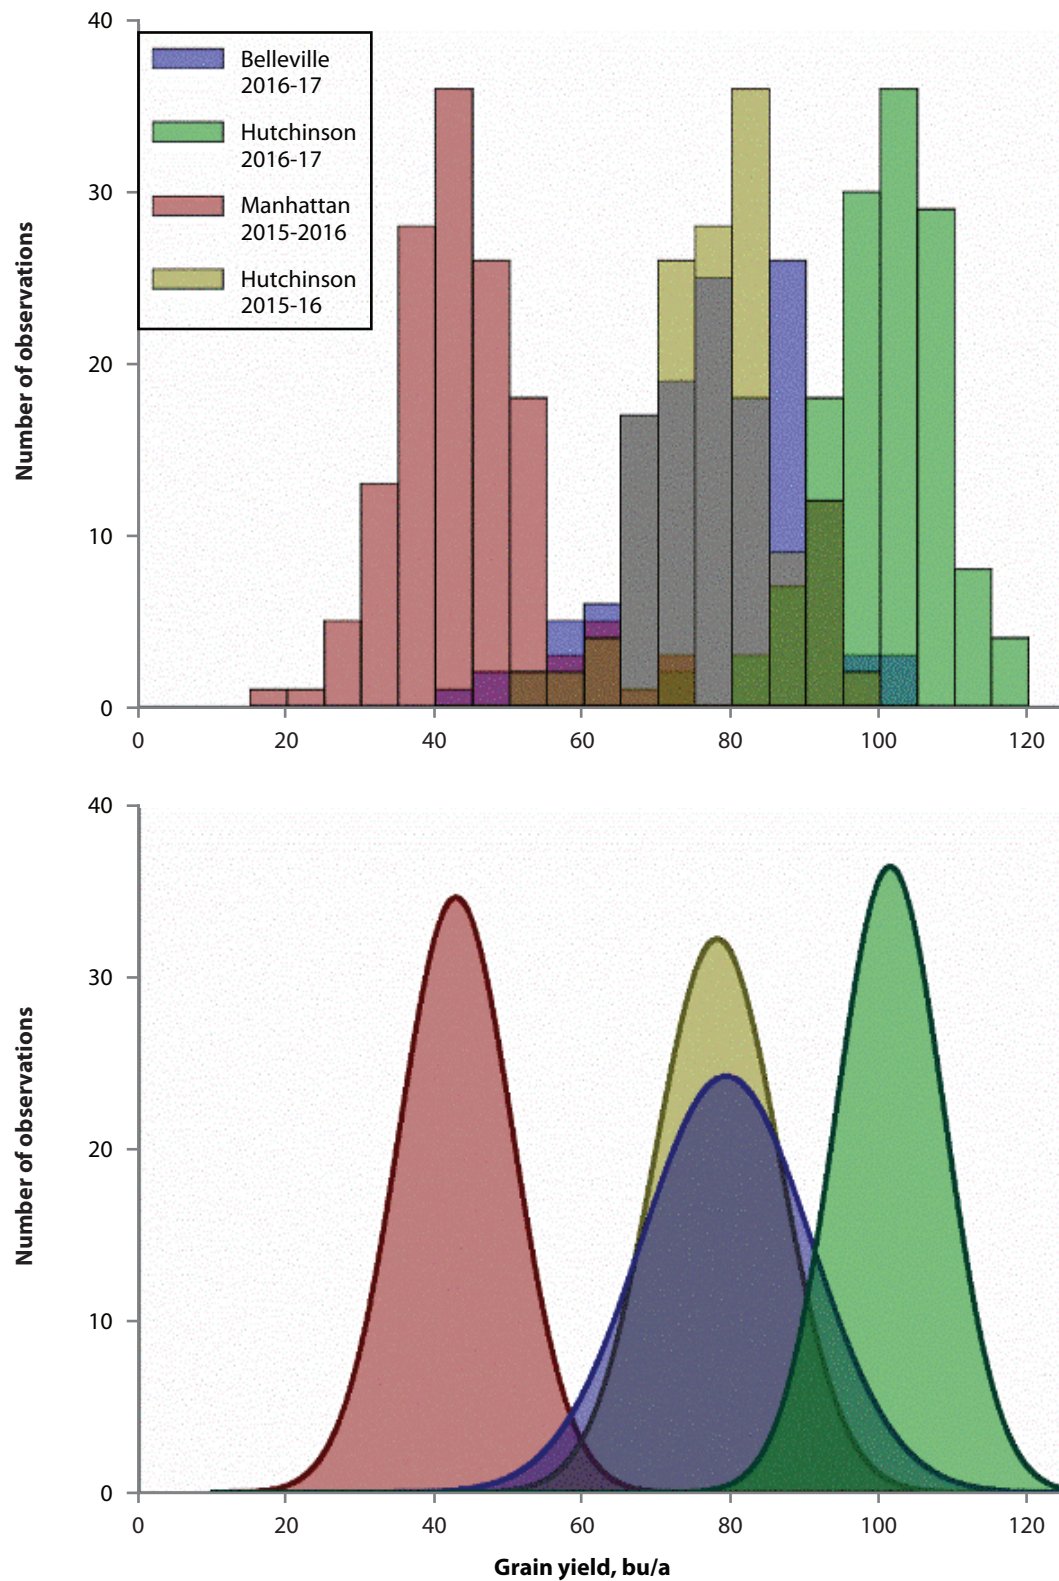 40
30
20
10
0
Number of observations
Belleville
2016-17
Hutchinson
2016-17
Manhattan
2015-2016
Hutchinson
2015-16
0 20 40 60 80 100 120
40
30
20
10
0
Number of observations
0 20 40 60 80 100 120
Grain yield, bu/a